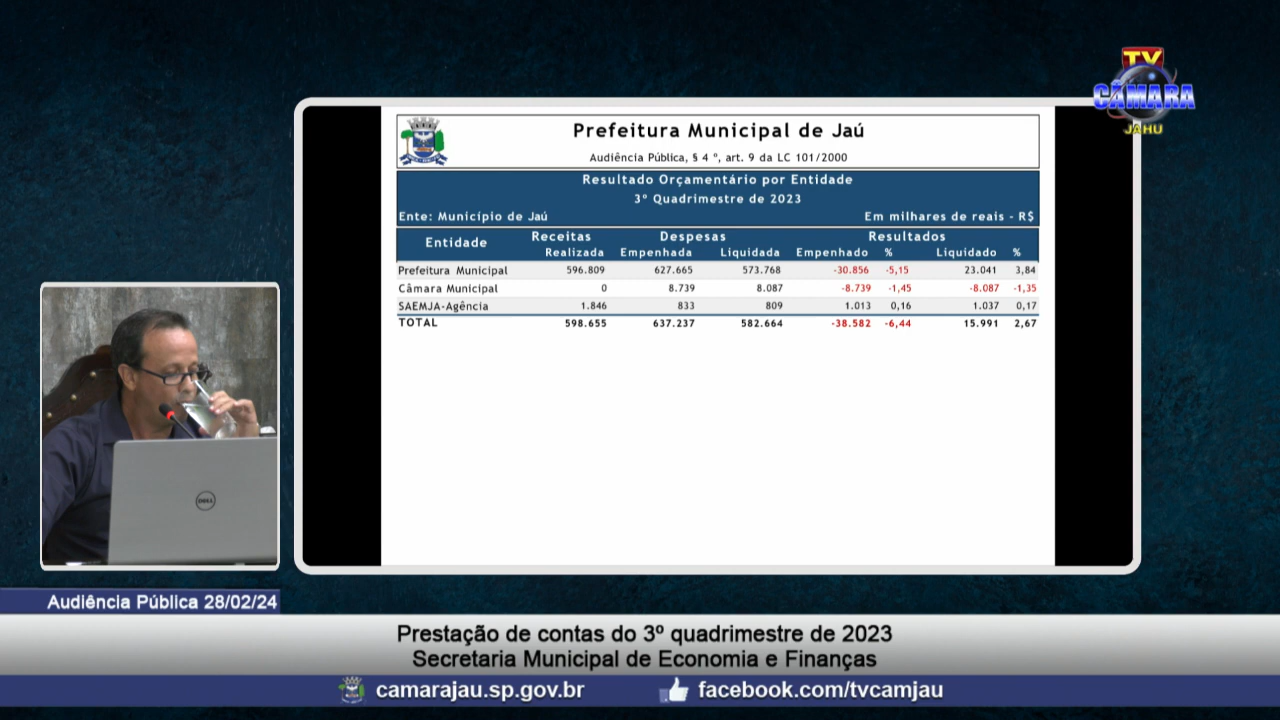 TV
CÂMARA
JAHU
Prefeitura Municipal de Jaú
Audiência Pública, § 4 º, art. 9 da LC 101/2000
Resultado Orçamentário por Entidade
3º Quadrimestre de 2023
Ente: Município de Jaú Em milhares de reais - R$
Entidade Receitas Despesas Resultados
Realizada Empenhada Liquidada Empenhado % Liquidado %
Prefeitura Municipal 596.809 627.665 573.768 -30.856 -5,15 23.041 3,84
Câmara Municipal 0 8.739 8.087 -8.739 -1,45 -8.087 -1,35
SAEMJA-Agência 1.846 833 809 1.013 0,16 1.037 0,17
TOTAL 598.655 637.237 582.664 -38.582 -6,44 15.991 2,67
DELL
Audiência Pública 28/02/24
Prestação de contas do 3º quadrimestre de 2023
Secretaria Municipal de Economia e Finanças
camarajau.sp.gov.br facebook.com/tvcamjau